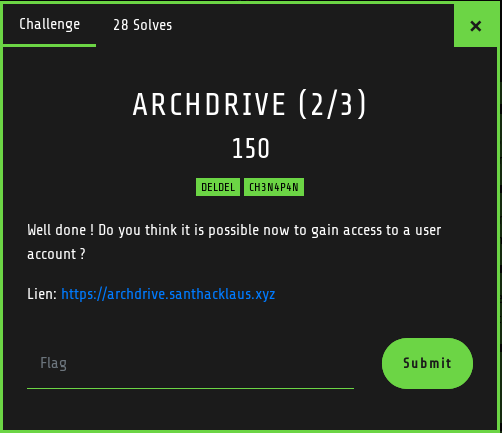 Challenge
28 Solves
×
ARCHDRIVE (2/3)
150
DELDEL CH3N4P4N
Well done ! Do you think it is possible now to gain access to a user
account ?
Lien: https://archdrive.santhacklaus.xyz
Flag
Submit